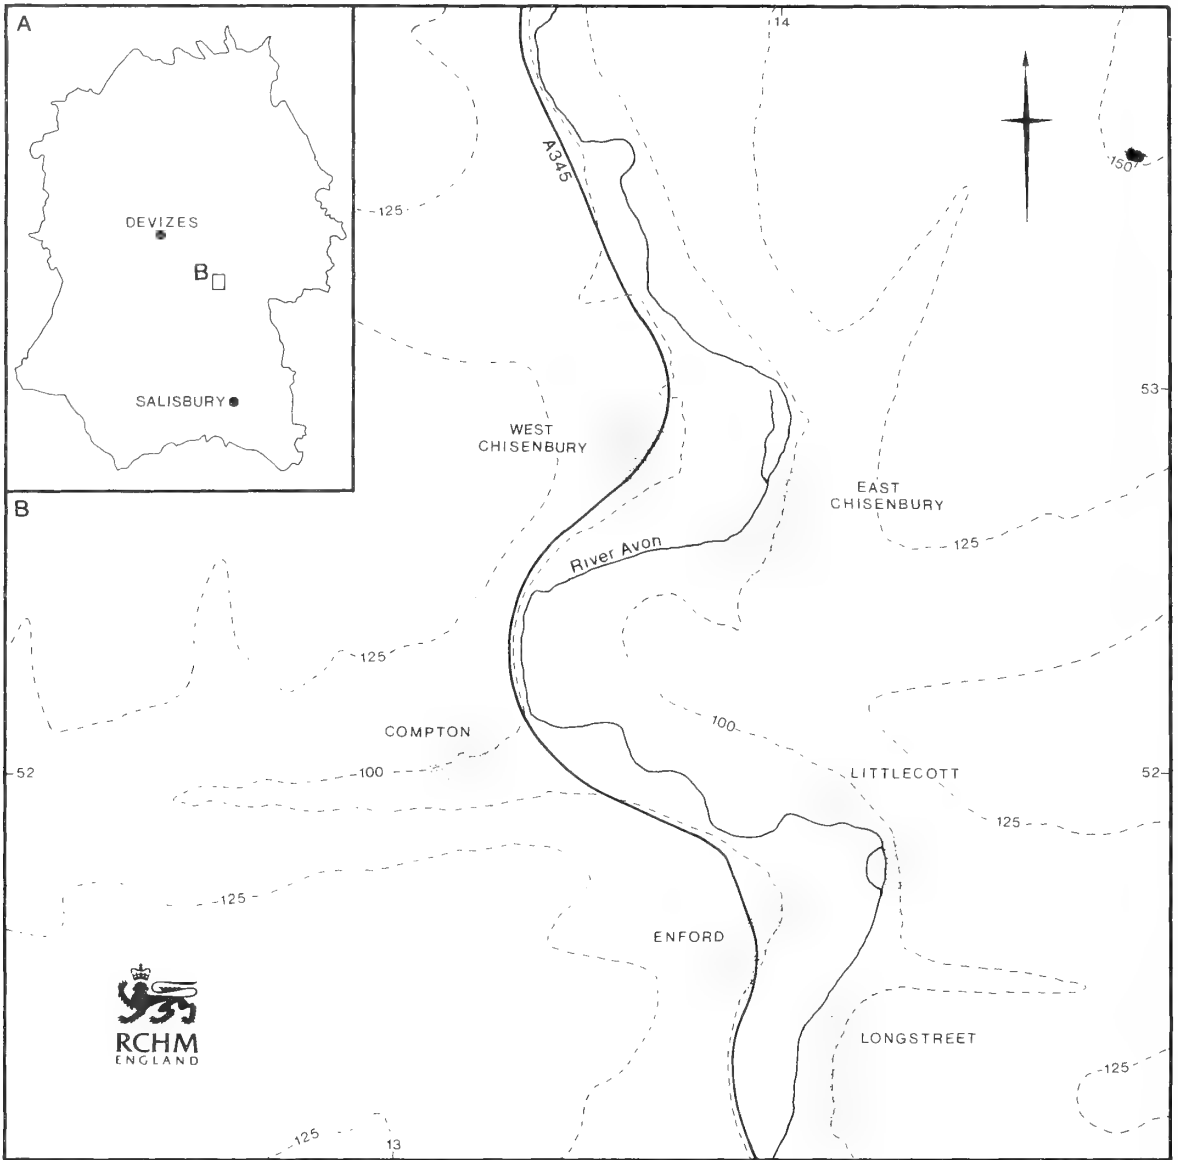 A
DEVIZES
B
SALISBURY
B
14
A345
150
125
53
WEST
CHISENBURY
EAST
CHISENBURY
125
River Avon
125
100
COMPTON
52
100
LITTLECOTT
52
125
125
ENFORD
RCHM
ENGLAND
LONGSTREET
125
125
13